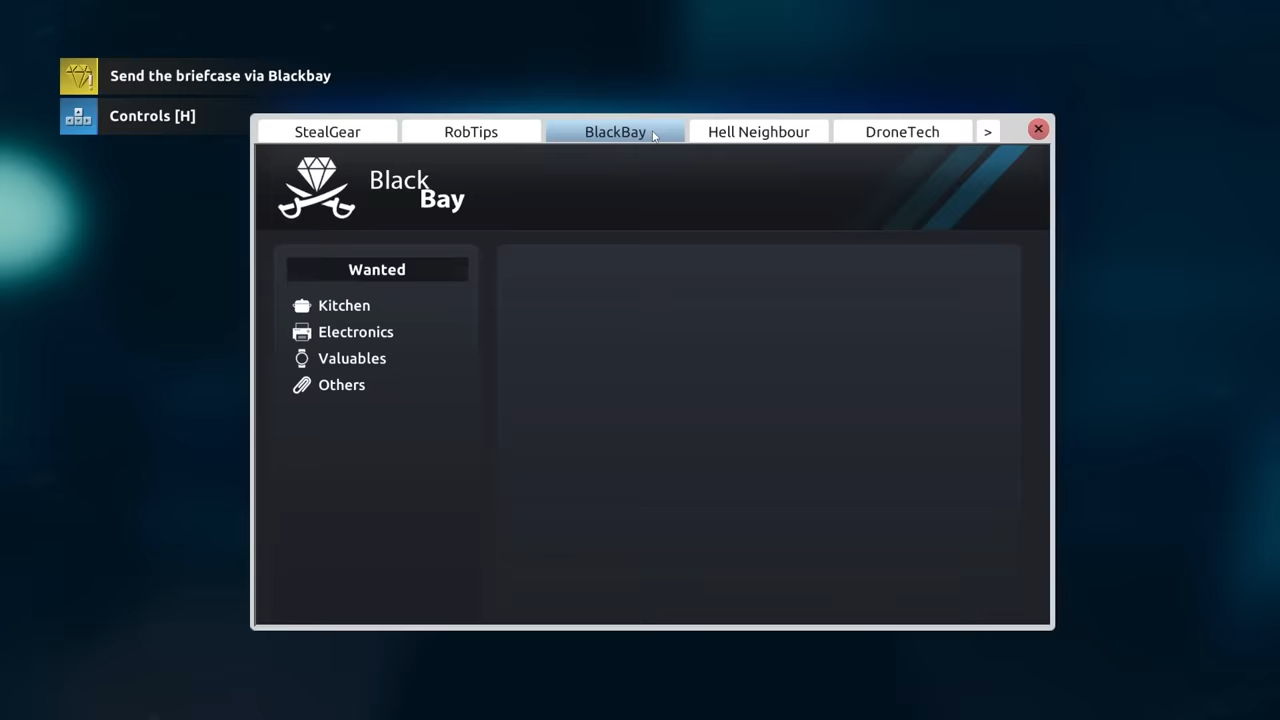 Send the briefcase via Blackbay
Controls [H]
StealGear RobTips BlackBay Hell Neighbour DroneTech >
Black
Bay
Wanted
Kitchen
Electronics
Valuables
Others